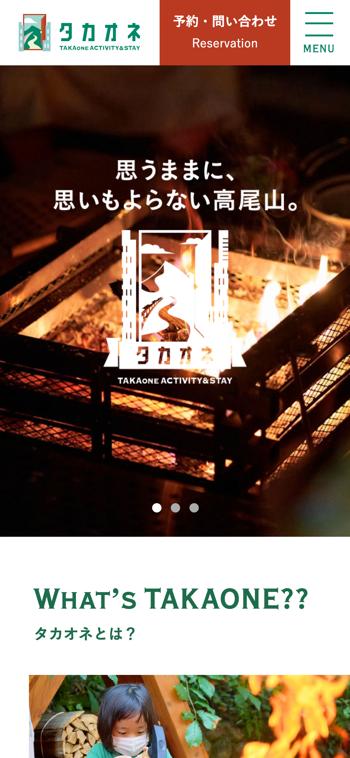 タカオネ
TAKAONE ACTIVITY&STAY
予約・問い合わせ
Reservation
MENU
思うままに、
思いもよらない高尾山。
タカオネ
TAKAONE ACTIVITY&STAY
WHAT'S TAKAONE??
タカオネとは？